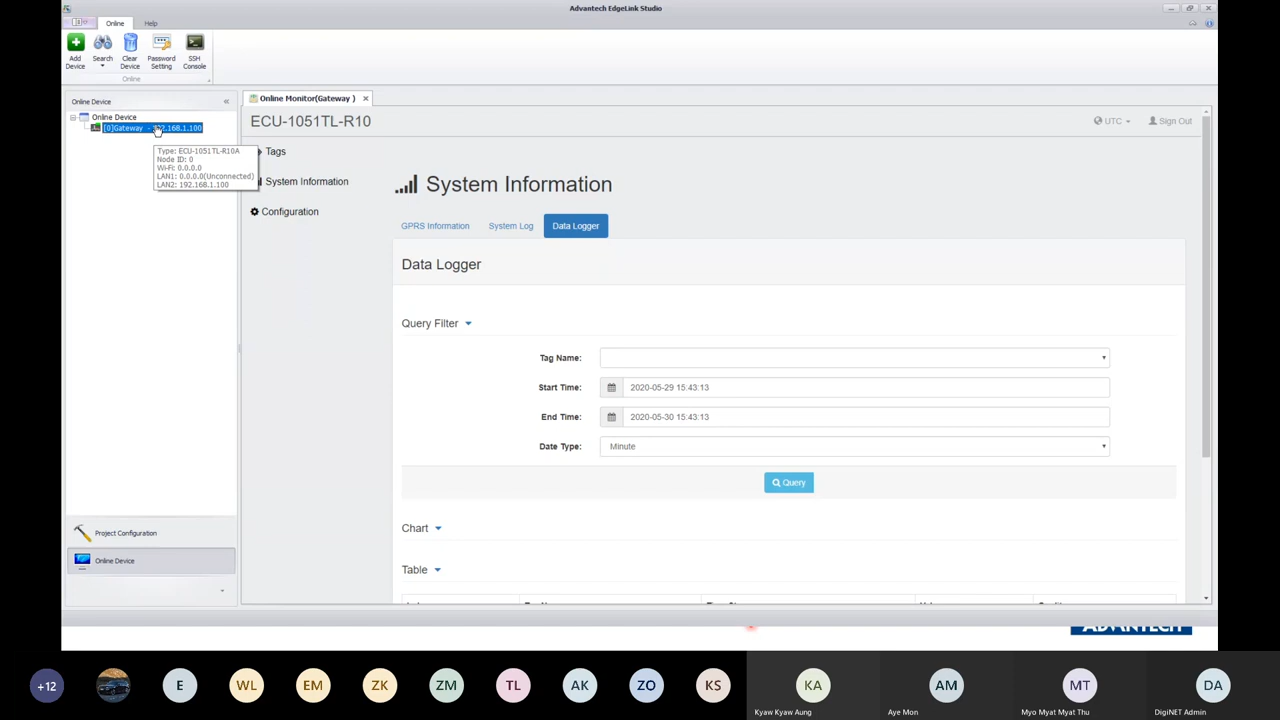 Advantech EdgeLink Studio
Online
Help
Add Device
Search
Clear Device
Password Setting
SSH Console
Online
Online Device
Online Device
[0]Gateway - 192.168.1.100
Type: ECU-1051TL-R10A
Node ID: 0
Wi-Fi: 0.0.0.0
LAN1: 0.0.0.0(Unconnected)
LAN2: 192.168.1.100
Project Configuration
Online Device
Online Monitor(Gateway )
ECU-1051TL-R10
UTC
Sign Out
Tags
System Information
Configuration
System Information
GPRS Information
System Log
Data Logger
Data Logger
Query Filter
Tag Name:
Start Time:
2020-05-29 15:43:13
End Time:
2020-05-30 15:43:13
Date Type:
Minute
Query
Chart
Table
ADVANTECH
+12
E
WL
EM
ZK
ZM
TL
AK
ZO
KS
KA
Kyaw Kyaw Aung
AM
Aye Mon
MT
Myo Myat Myat Thu
DA
DigiNET Admin